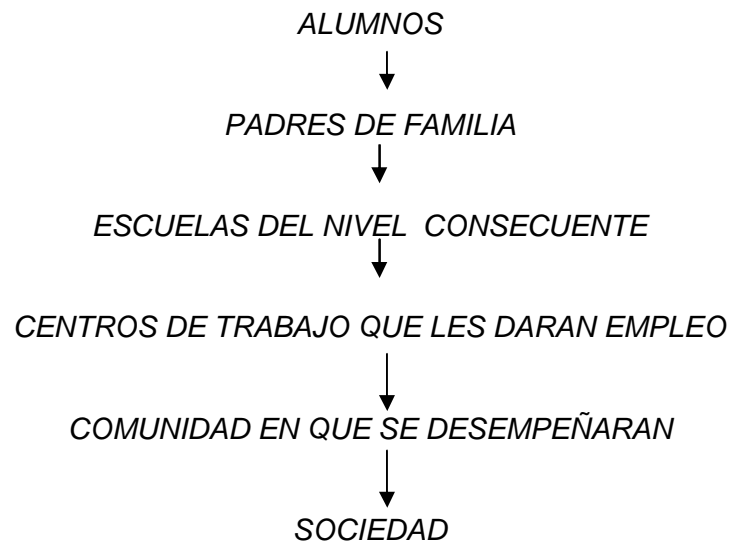 ALUMNOS
PADRES DE FAMILIA
ESCUELAS DEL NIVEL CONSECUENTE
CENTROS DE TRABAJO QUE LES DARAN EMPLEO
COMUNIDAD EN QUE SE DESEMPEÑARAN
SOCIEDAD